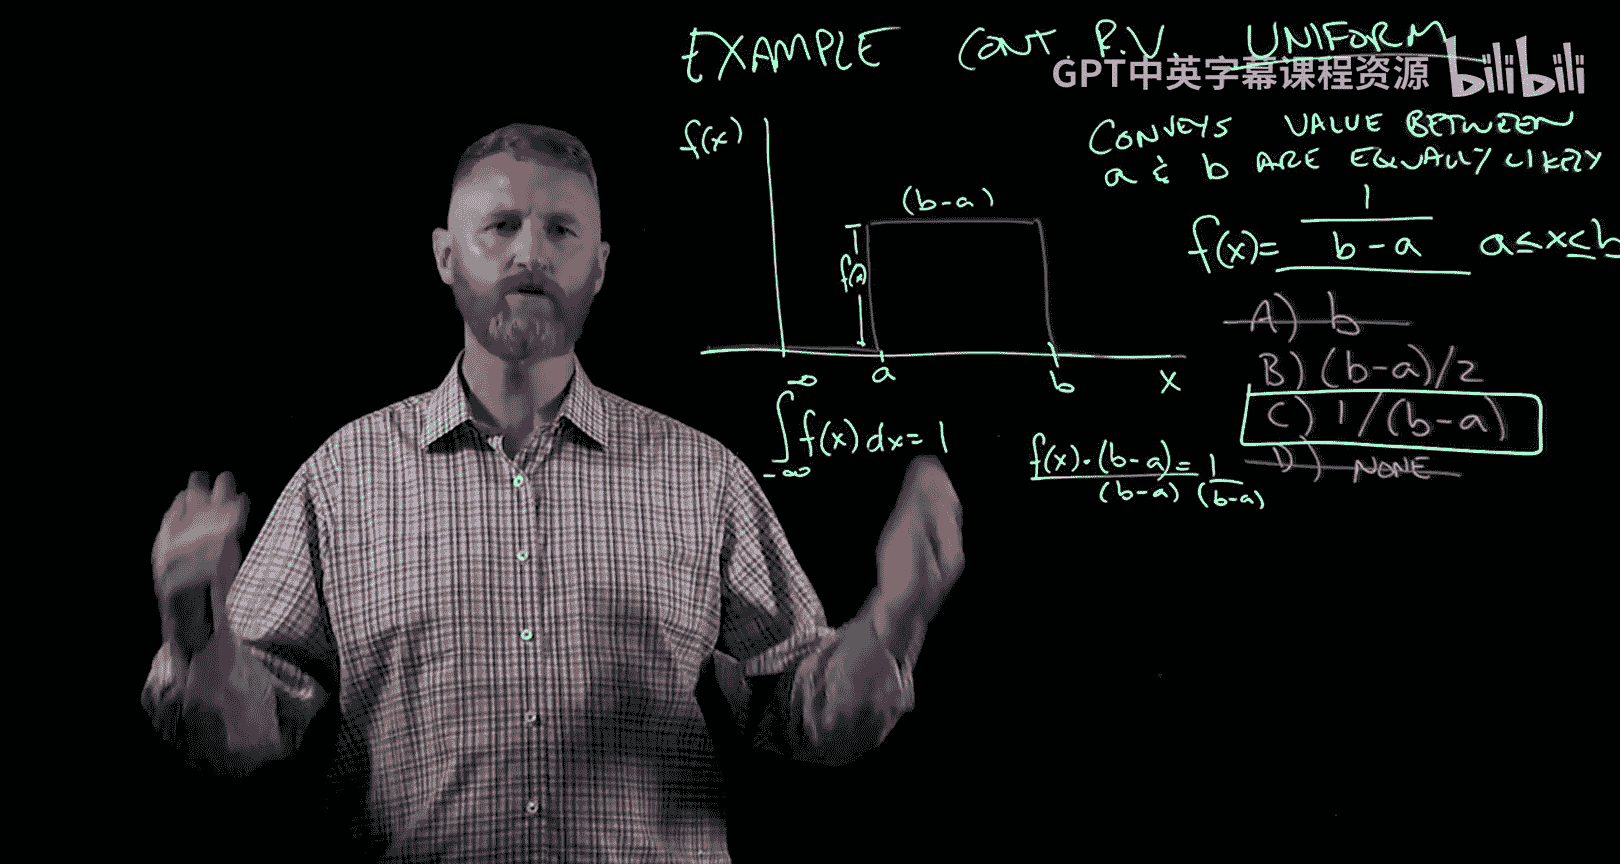 EXAMPLE CONT. R.V. UNIFORM
GPT中英字幕课程资源 bilibili
f(x)
CONVEYS VALUE BETWEEN
a & b ARE EQUALLY LIKELY
(b-a)
f(x)
f(x)= 1/(b-a) a≤x≤b
A) b
B) (b-a)/2
C) 1/(b-a)
D) NONE
a b x
∫_{-∞}^{∞} f(x) dx = 1
f(x)·(b-a) = 1
(b-a) (b-a)